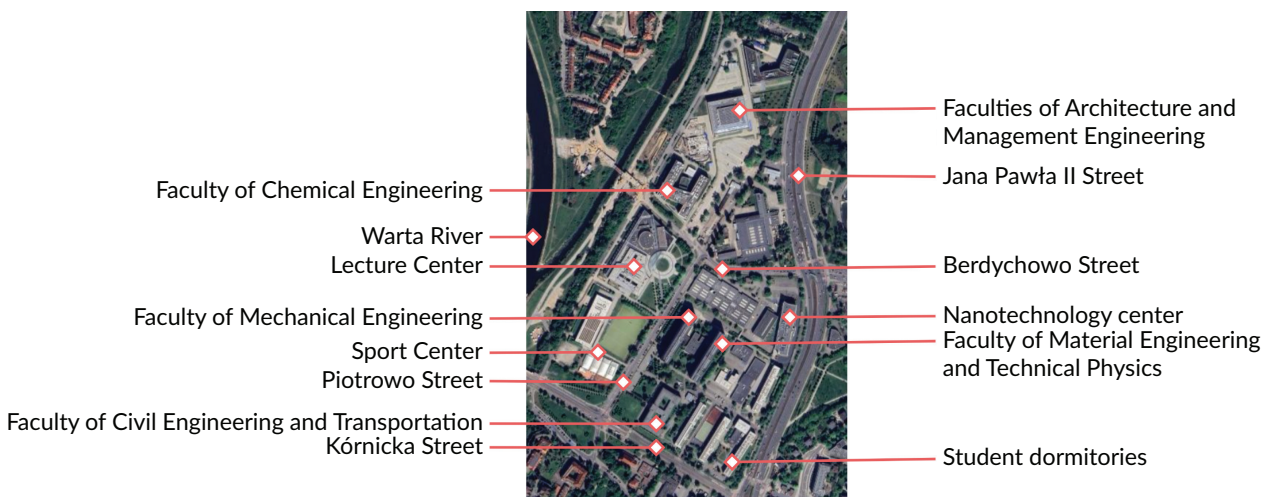 Faculties of Architecture and
Management Engineering
Jana Pawła II Street
Faculty of Chemical Engineering
Warta River
Lecture Center
Berdychowo Street
Faculty of Mechanical Engineering
Nanotechnology center
Faculty of Material Engineering
and Technical Physics
Sport Center
Piotrowo Street
Faculty of Civil Engineering and Transportation
Kórnicka Street
Student dormitories